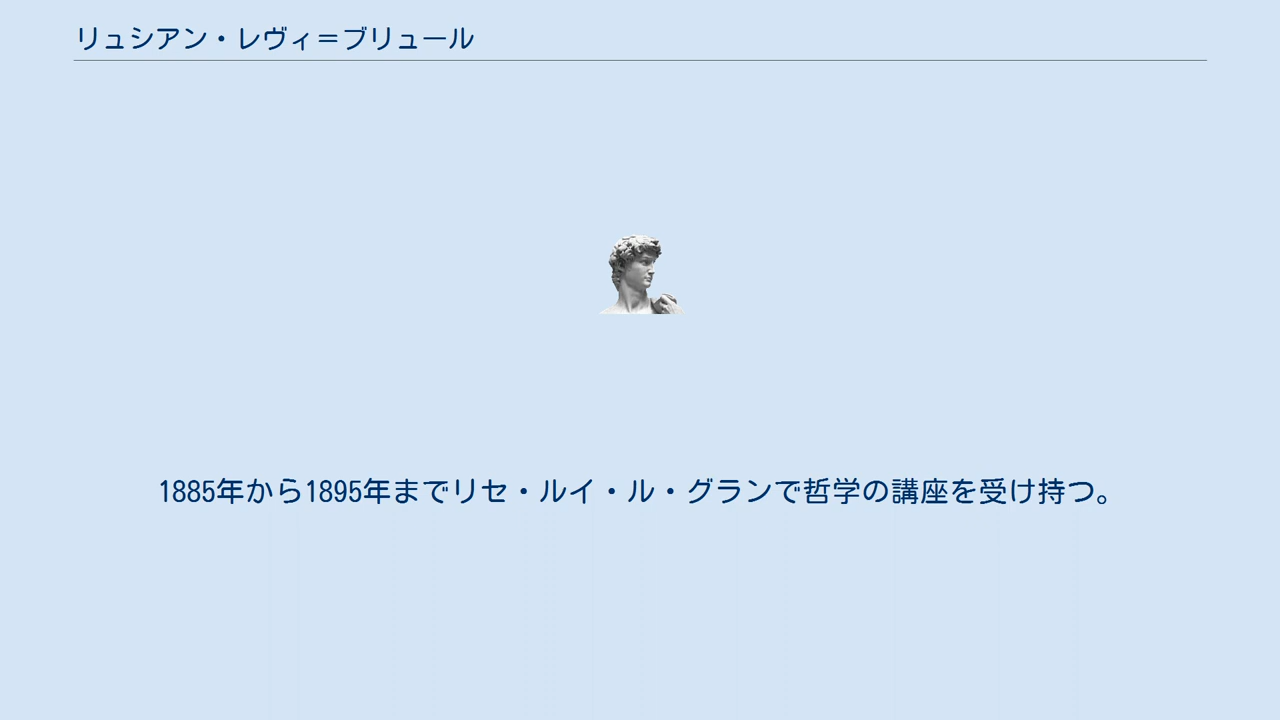 リュシアン・レヴィ＝ブリュール
1885年から1895年までリセ・ルイ・ル・グランで哲学の講座を受け持つ。